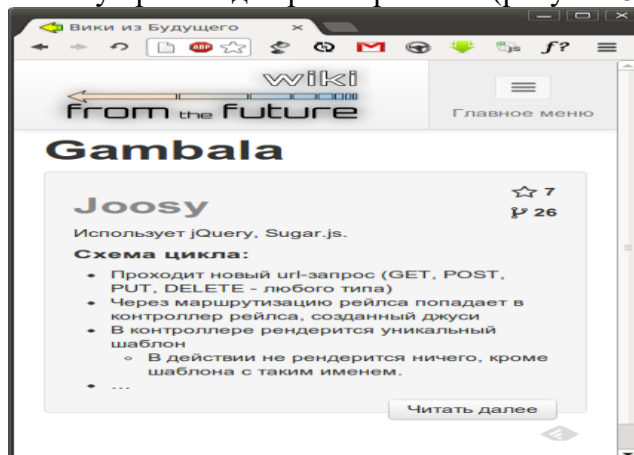 Вики из Будущего
ABP
js
f?
wiki
from the future
Главное меню
Gambala
Joosy
7
26
Использует jQuery, Sugar.js.
Схема цикла:
Проходит новый url-запрос (GET, POST,
PUT, DELETE - любого типа)
Через маршрутизацию рейлса попадает в
контроллер рейлса, созданный джуси
В контроллере рендерится уникальный
шаблон
В действии не рендерится ничего, кроме
шаблона с таким именем.
...
Читать далее